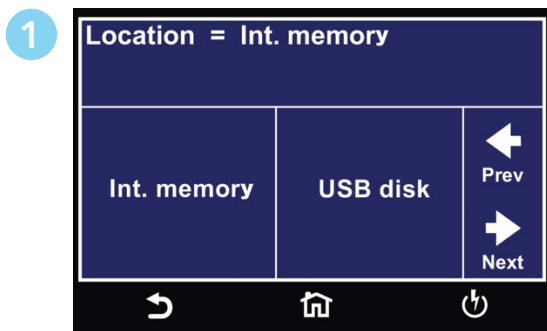 1
Location = Int. memory
Int. memory
USB disk
Prev
Next